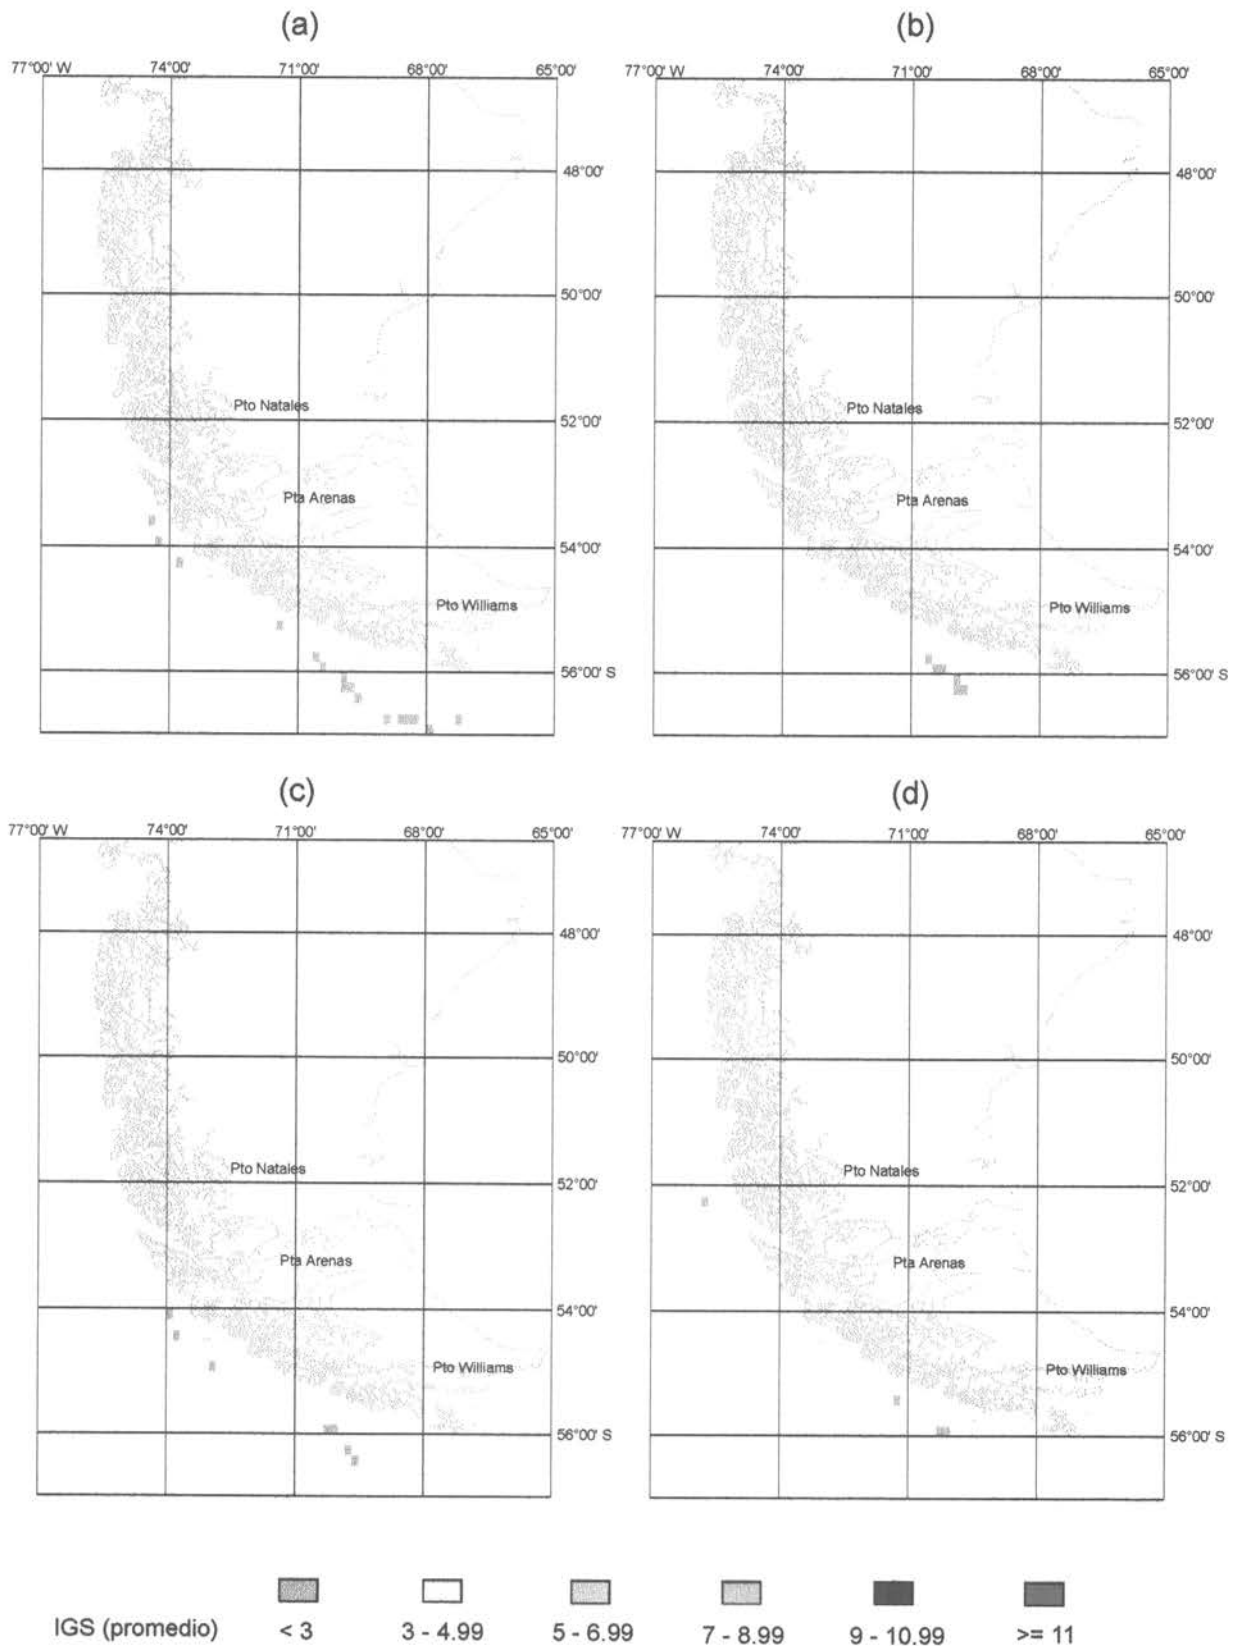 (a)
(b)
77°00' W 74°00' 71°00' 68°00' 65°00'
77°00' W 74°00' 71°00' 68°00' 65°00'
48°00'
48°00'
50°00'
50°00'
Pto Natales
Pto Natales
52°00'
52°00'
Pta Arenas
Pta Arenas
54°00'
54°00'
Pto Williams
Pto Williams
56°00' S
56°00' S
(c)
(d)
77°00' W 74°00' 71°00' 68°00' 65°00'
77°00' W 74°00' 71°00' 68°00' 65°00'
48°00'
48°00'
50°00'
50°00'
Pto Natales
Pto Natales
52°00'
52°00'
Pta Arenas
Pta Arenas
54°00'
54°00'
Pto Williams
Pto Williams
56°00' S
56°00' S
IGS (promedio) < 3 3 - 4.99 5 - 6.99 7 - 8.99 9 - 10.99 >= 11